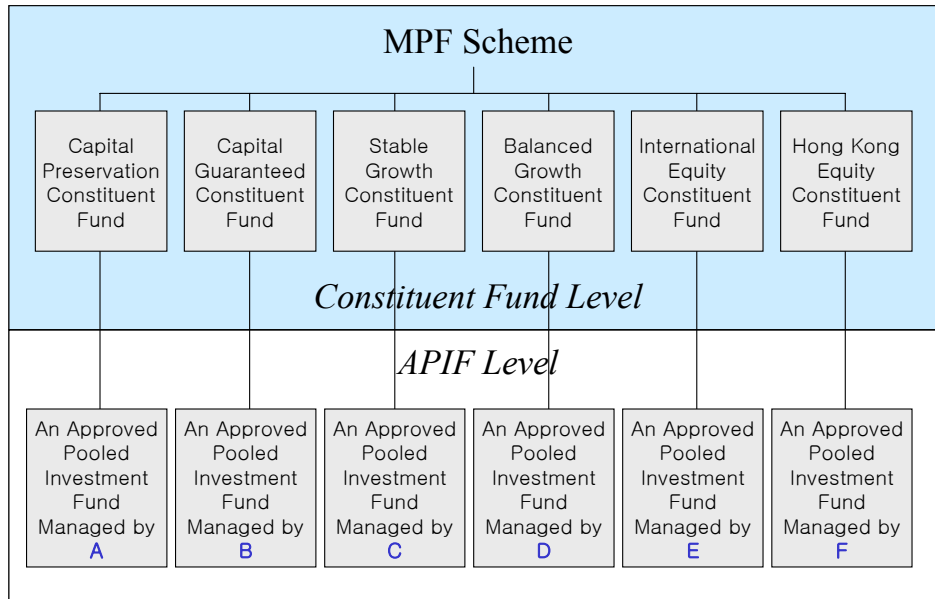 MPF Scheme
Capital
Preservation
Constituent
Fund
Capital
Guaranteed
Constituent
Fund
Stable
Growth
Constituent
Fund
Balanced
Growth
Constituent
Fund
International
Equity
Constituent
Fund
Hong Kong
Equity
Constituent
Fund
Constituent Fund Level
APIF Level
An Approved
Pooled
Investment
Fund
Managed by
A
An Approved
Pooled
Investment
Fund
Managed by
B
An Approved
Pooled
Investment
Fund
Managed by
C
An Approved
Pooled
Investment
Fund
Managed by
D
An Approved
Pooled
Investment
Fund
Managed by
E
An Approved
Pooled
Investment
Fund
Managed by
F